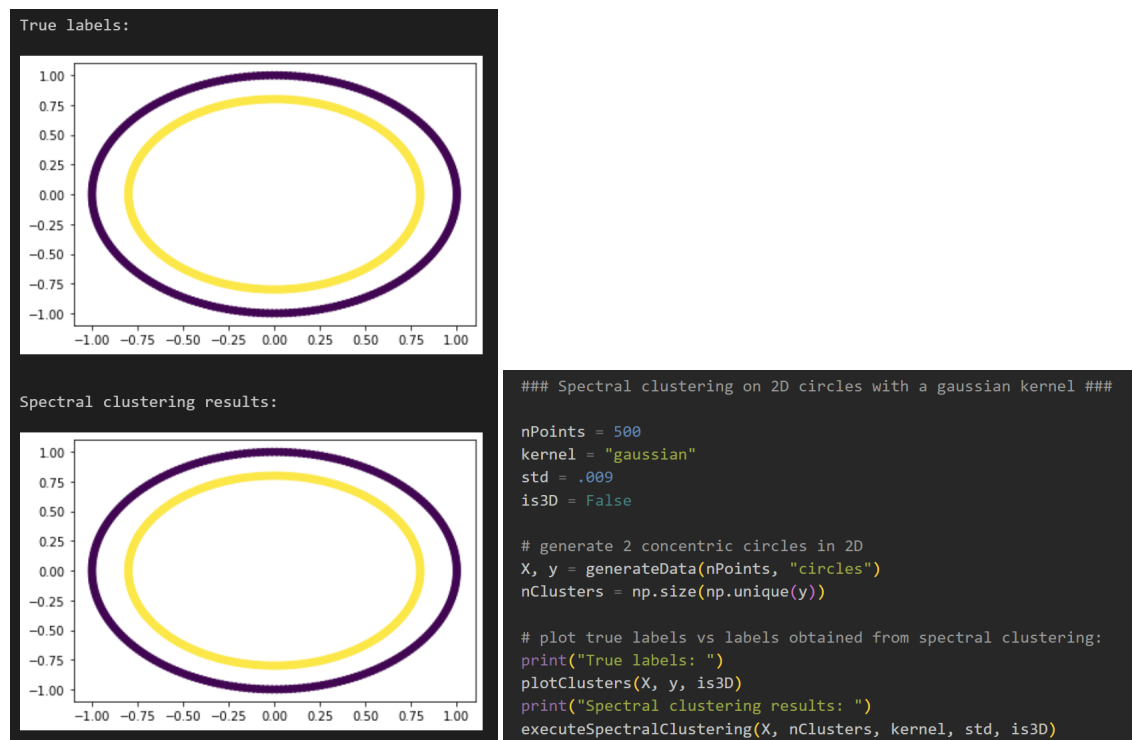 True labels:
1.00
0.75
0.50
0.25
0.00
−0.25
−0.50
−0.75
−1.00
−1.00 −0.75 −0.50 −0.25 0.00 0.25 0.50 0.75 1.00
Spectral clustering results:
1.00
0.75
0.50
0.25
0.00
−0.25
−0.50
−0.75
−1.00
−1.00 −0.75 −0.50 −0.25 0.00 0.25 0.50 0.75 1.00
### Spectral clustering on 2D circles with a gaussian kernel ###
nPoints = 500
kernel = "gaussian"
std = .009
is3D = False
# generate 2 concentric circles in 2D
X, y = generateData(nPoints, "circles")
nClusters = np.size(np.unique(y))
# plot true labels vs labels obtained from spectral clustering:
print("True labels: ")
plotClusters(X, y, is3D)
print("Spectral clustering results: ")
executeSpectralClustering(X, nClusters, kernel, std, is3D)